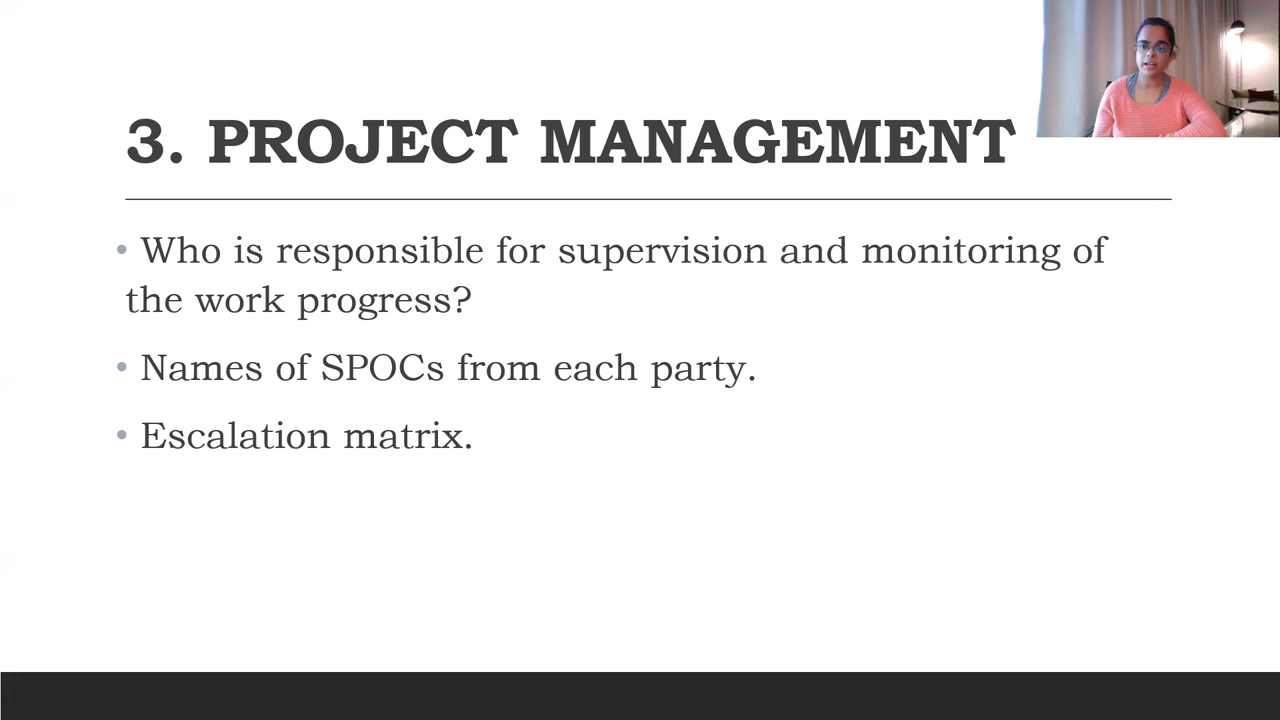 3. PROJECT MANAGEMENT
• Who is responsible for supervision and monitoring of
the work progress?
• Names of SPOCs from each party.
• Escalation matrix.